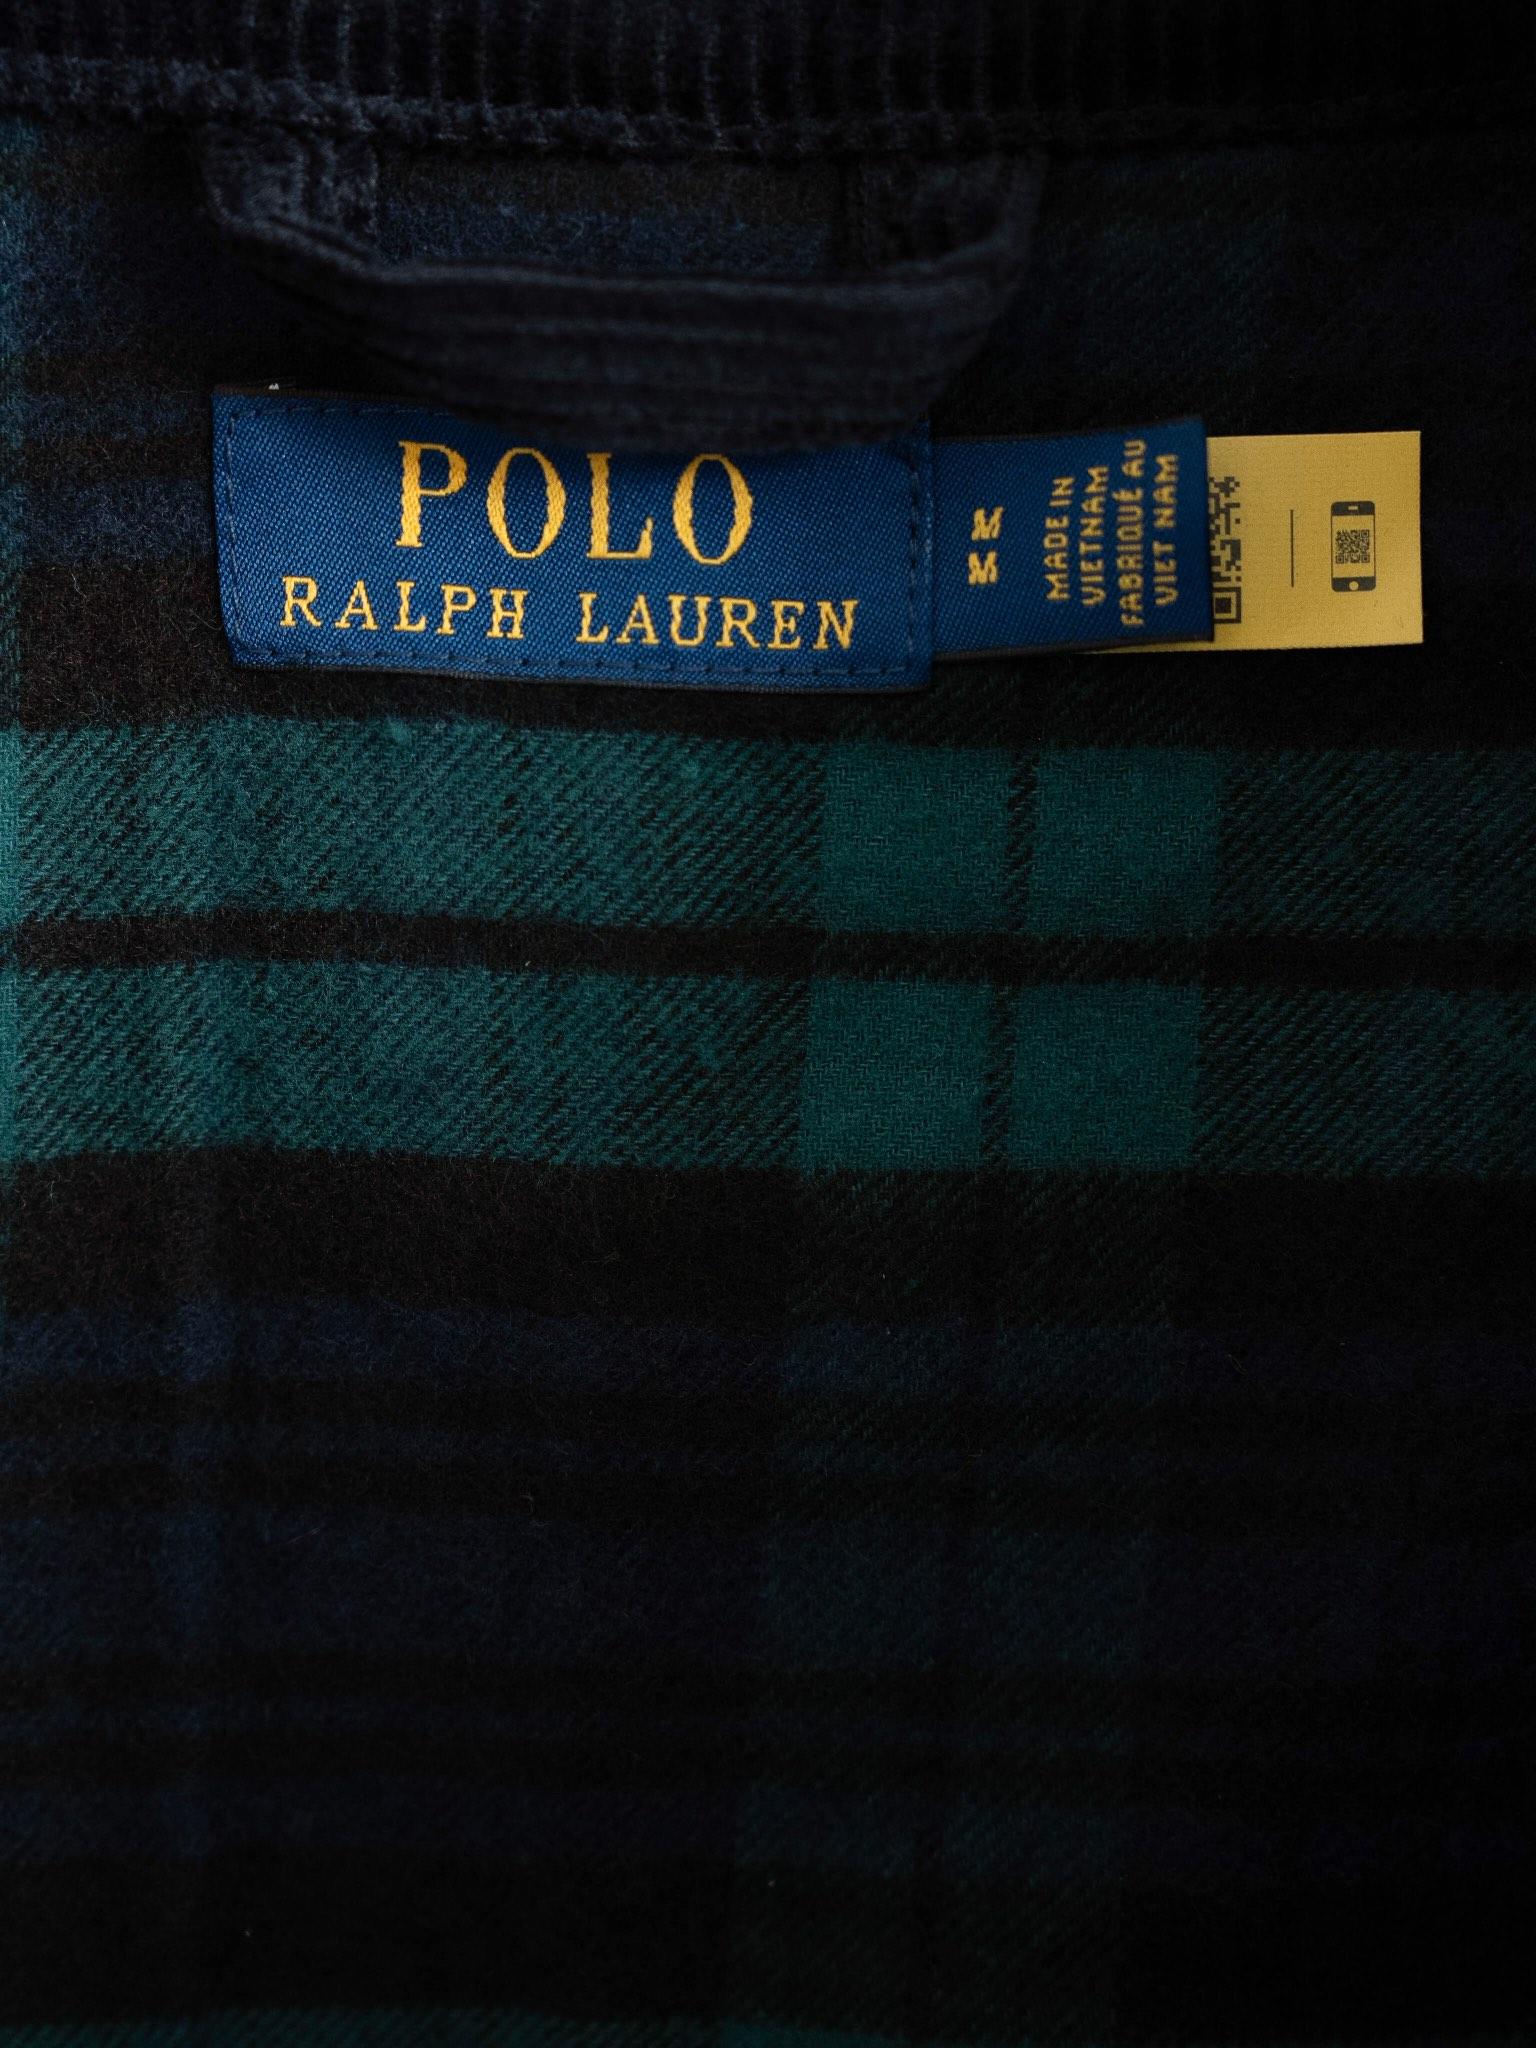 POLO
RALPH LAUREN
M
M
MADE IN
VIETNAM
FABRIQUÉ AU
VIET NAM